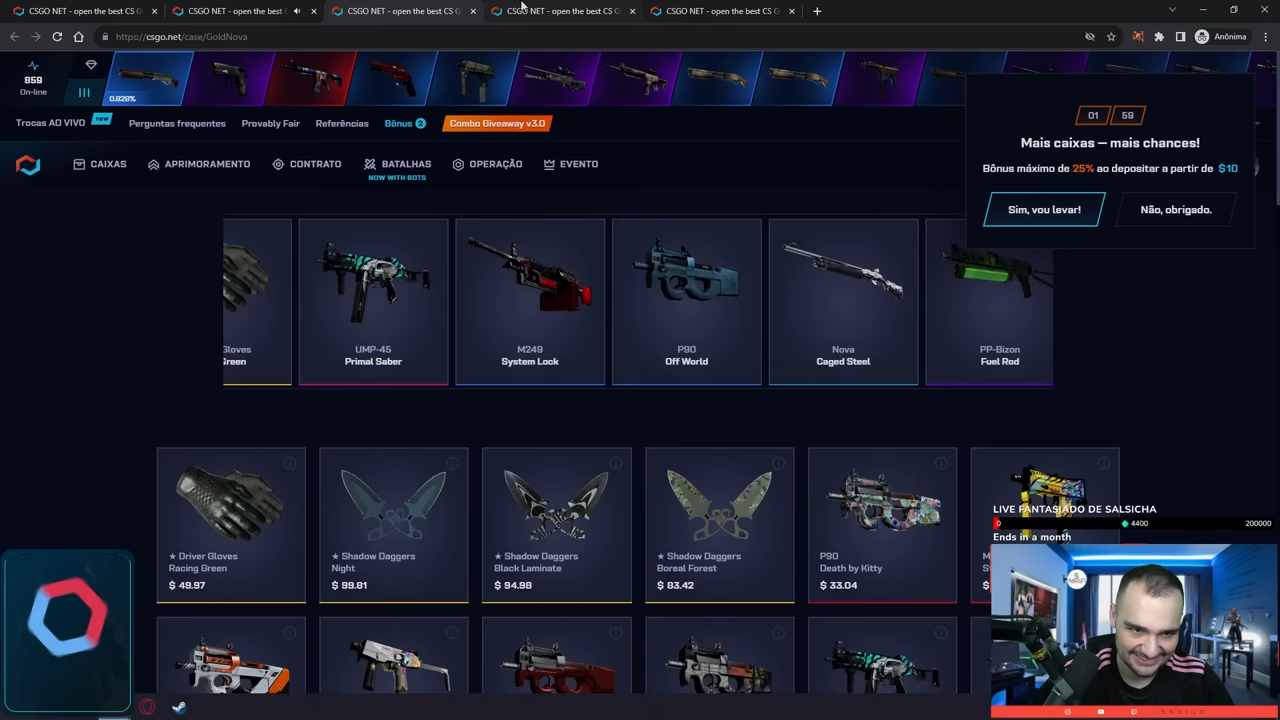 CSGO NET - open the best CS G
CSGO NET - open the best
CSGO NET - open the best CS G
CSGO NET - open the best CS G
CSGO NET - open the best CS G
https://csgo.net/case/GoldNova
Anônima
859
On-line
0.828%
Trocas AO VIVO
new
Perguntas frequentes
Provably Fair
Referências
Bônus 2
Combo Giveaway v3.0
01 59
Mais caixas — mais chances!
Bônus máximo de 25% ao depositar a partir de $10
Sim, vou levar!
Não, obrigado.
CAIXAS
APRIMORAMENTO
CONTRATO
BATALHAS
NOW WITH BOTS
OPERAÇÃO
EVENTO
Gloves
Green
UMP-45
Primal Saber
M249
System Lock
P90
Off World
Nova
Caged Steel
PP-Bizon
Fuel Rod
★ Driver Gloves
Racing Green
$ 49.97
★ Shadow Daggers
Night
$ 99.81
★ Shadow Daggers
Black Laminate
$ 94.98
★ Shadow Daggers
Boreal Forest
$ 83.42
P90
Death by Kitty
$ 33.04
LIVE FANTASIADO DE SALSICHA
0 4400 200000
Ends in a month